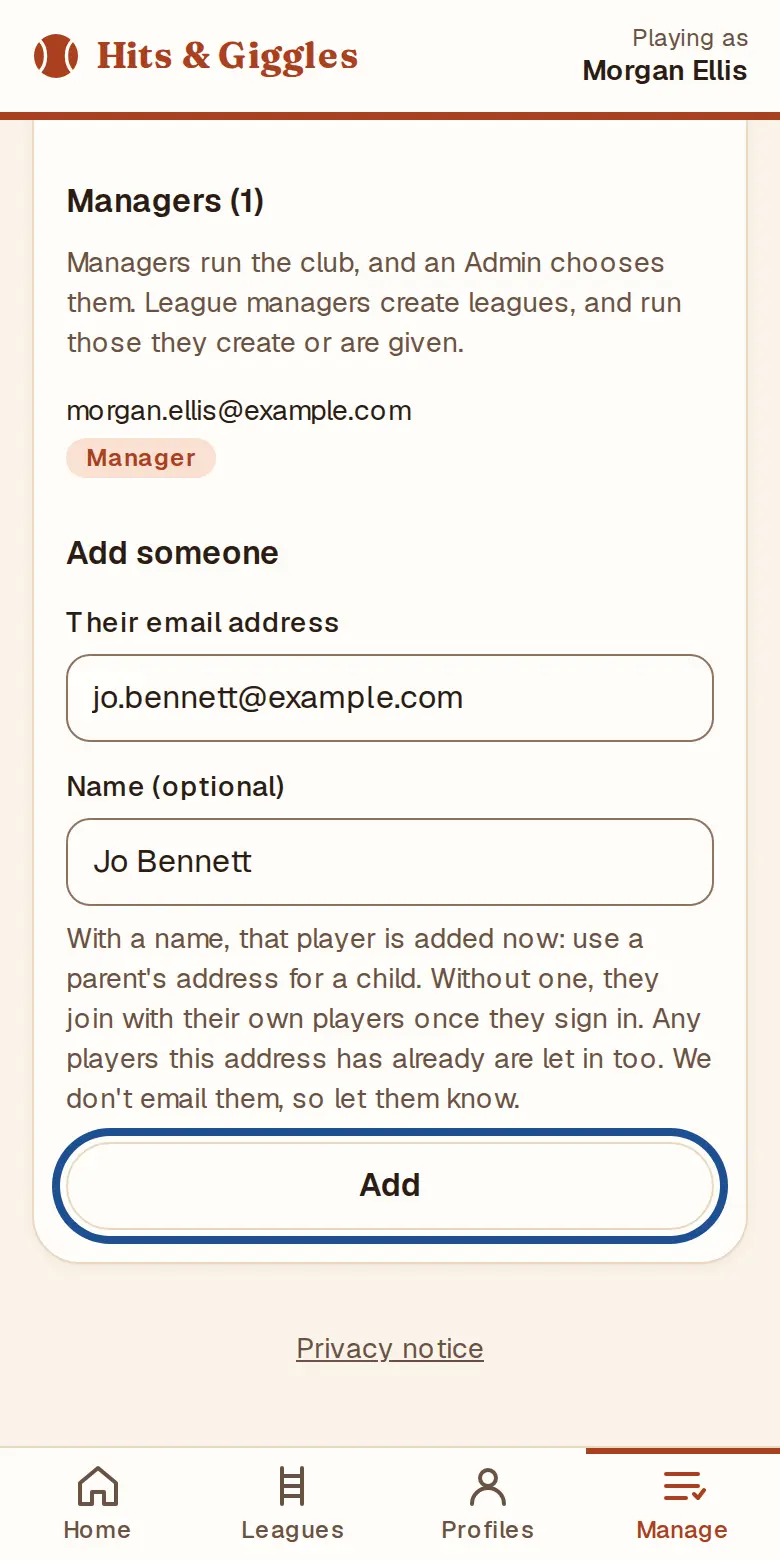 Hits & Giggles
Playing as
Morgan Ellis
Managers (1)
Managers run the club, and an Admin chooses
them. League managers create leagues, and run
those they create or are given.
morgan.ellis@example.com
Manager
Add someone
Their email address
jo.bennett@example.com
Name (optional)
Jo Bennett
With a name, that player is added now: use a
parent's address for a child. Without one, they
join with their own players once they sign in. Any
players this address has already are let in too. We
don't email them, so let them know.
Add
Privacy notice
Home
Leagues
Profiles
Manage